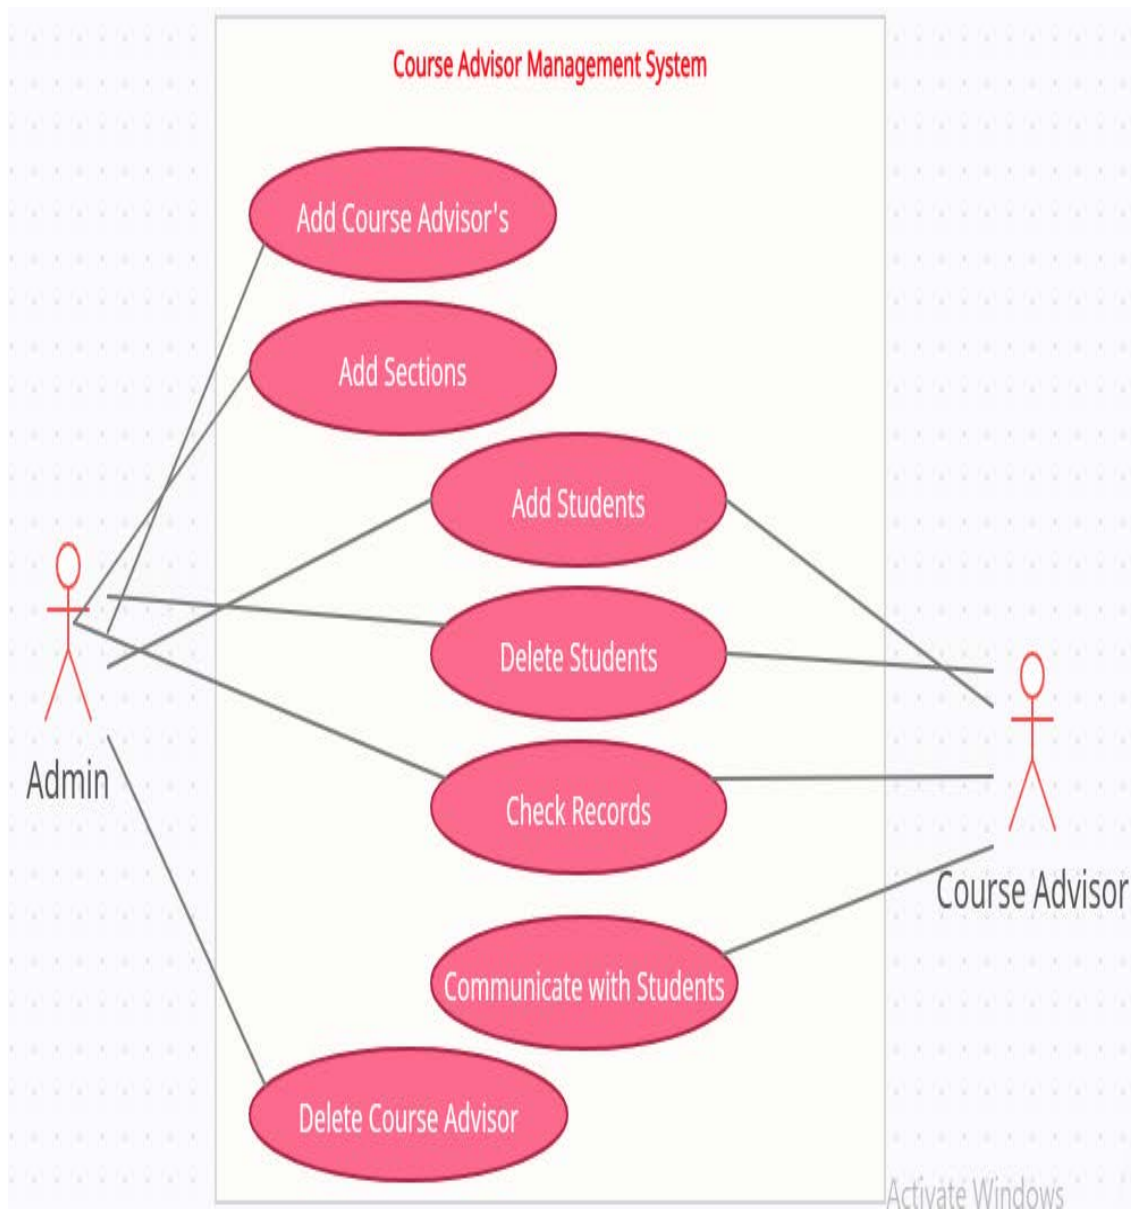 Course Advisor Management System
Add Course Advisor's
Add Sections
Add Students
Delete Students
Check Records
Communicate with Students
Delete Course Advisor
Admin
Course Advisor
Activate Windows